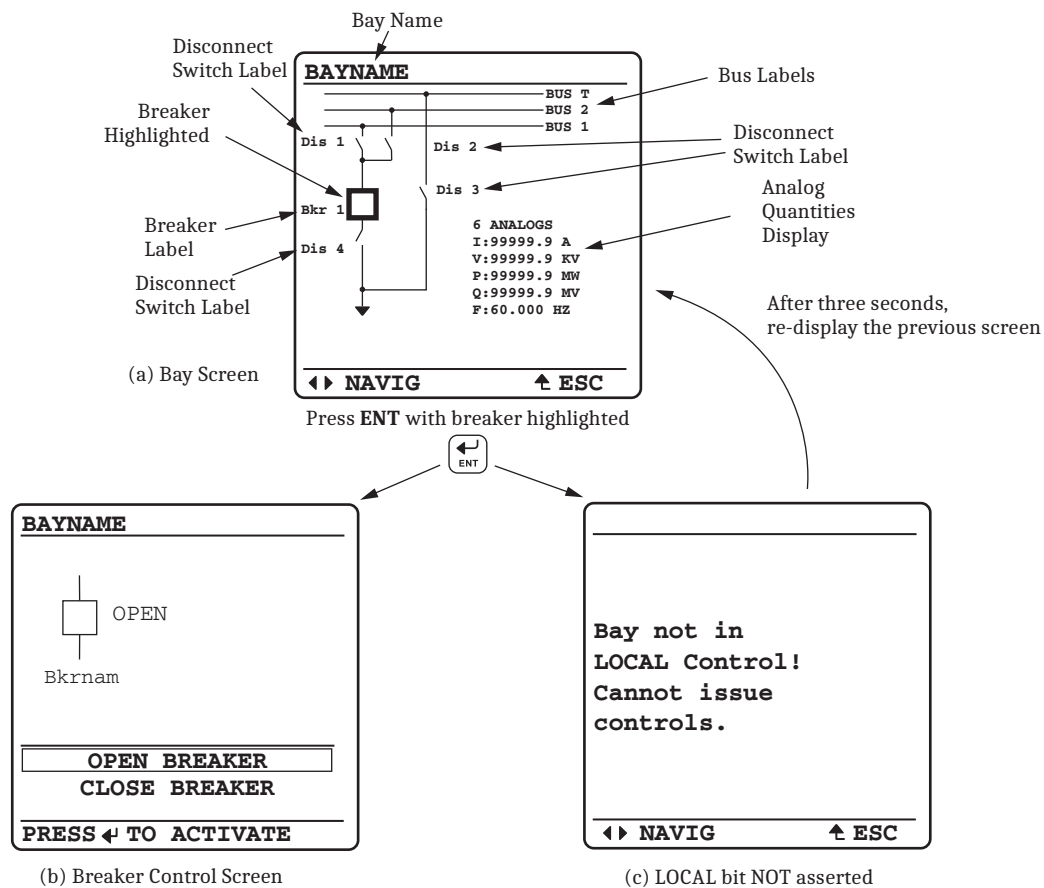 Bay Name
Disconnect
Switch Label
Breaker
Highlighted
Breaker
Label
Disconnect
Switch Label
BAYNAME
BUS T
BUS 2
BUS 1
Dis 1
Dis 2
Dis 3
Bkr 1
Dis 4
6 ANALOGS
I:99999.9 A
V:99999.9 KV
P:99999.9 MW
Q:99999.9 MV
F:60.000 HZ
NAVIG ESC
Bus Labels
Disconnect
Switch Label
Analog
Quantities
Display
After three seconds,
re-display the previous screen
(a) Bay Screen
Press ENT with breaker highlighted
ENT
BAYNAME
OPEN
Bkrnam
OPEN BREAKER
CLOSE BREAKER
PRESS TO ACTIVATE
(b) Breaker Control Screen
Bay not in
LOCAL Control!
Cannot issue
controls.
NAVIG ESC
(c) LOCAL bit NOT asserted